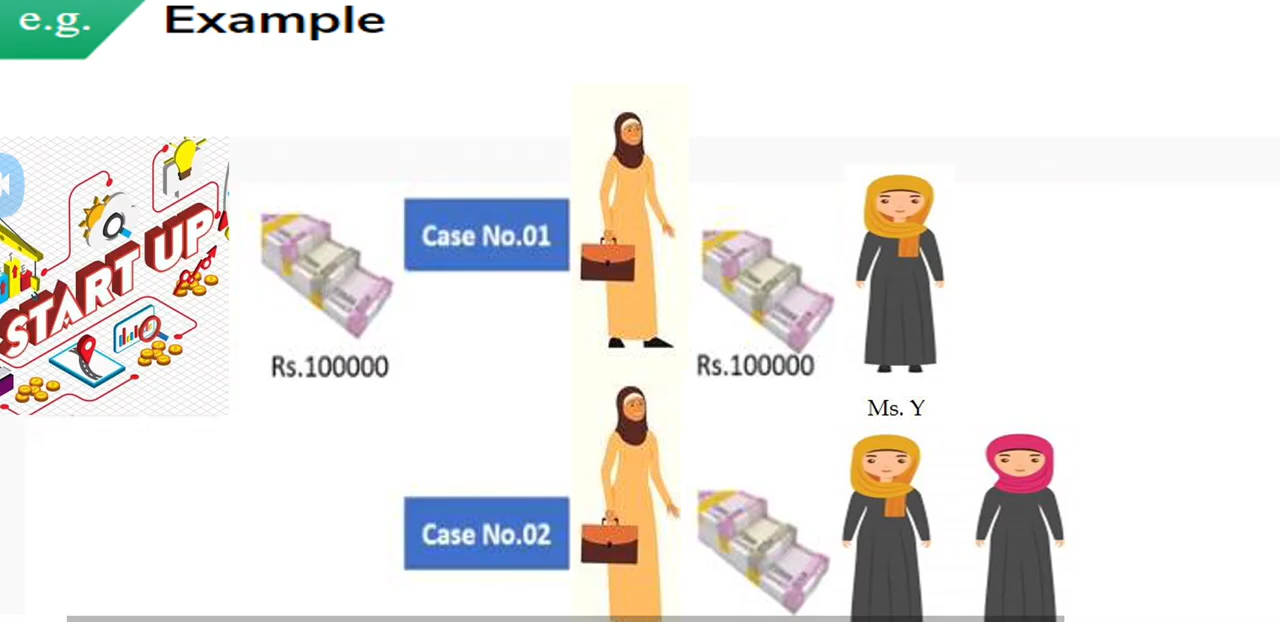 e.g. Example
START UP
Case No.01
Rs.100000
Rs.100000
Ms. Y
Case No.02